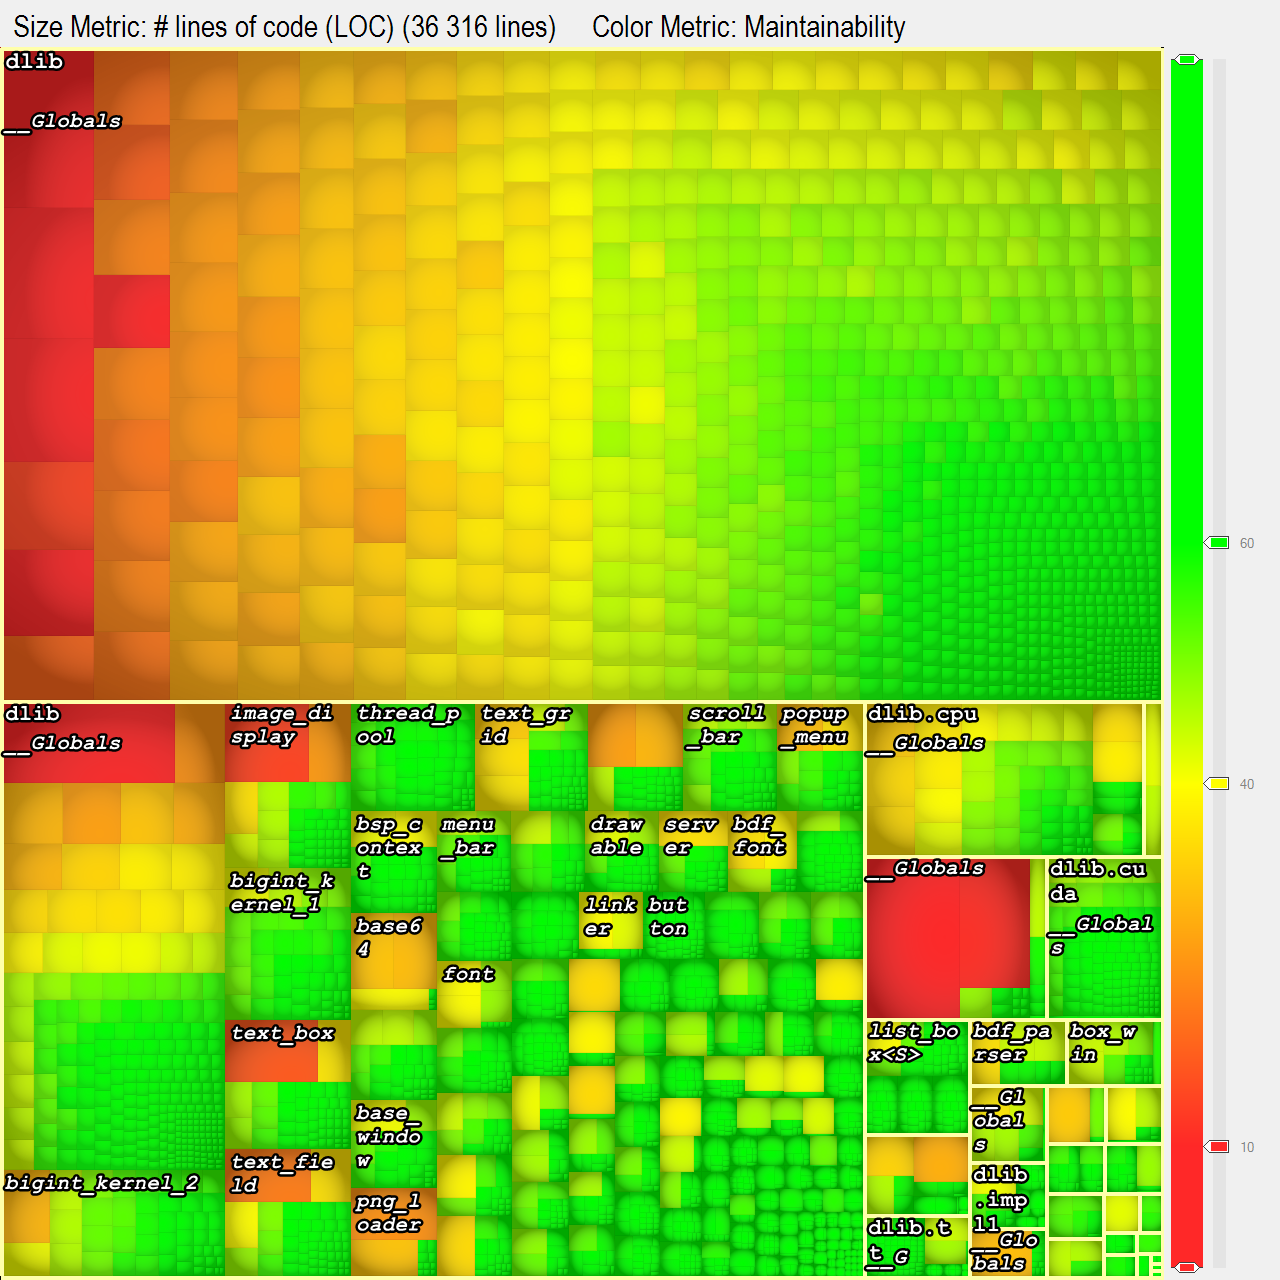 Size Metric: # lines of code (LOC) (36 316 lines)
Color Metric: Maintainability
dlib
__Globals
60
40
10
dlib
__Globals
image_di
splay
thread_p
ool
text_gr
id
scroll
_bar
popup
_menu
dlib.cpu
__Globals
bsp_c
ontex
t
menu
_bar
draw
able
serv
er
bdf_
font
bigint_k
ernel_1
__Globals
dlib.cu
da
__Global
s
base6
4
link
er
but
ton
font
text_box
list_bo
x<S>
bdf_pa
rser
box_w
in
base_
windo
w
__Gl
obal
s
text_fie
ld
bigint_kernel_2
png_l
oader
dlib
.imp
l1
__Glo
bals
dlib.t
t__G